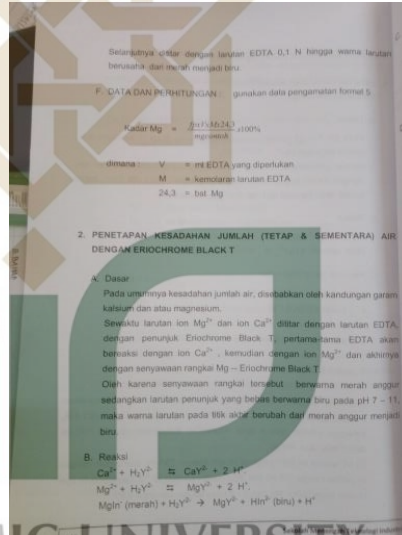 Selanjutnya dititar dengan larutan EDTA 0,1 N hingga warna larutan
berubah dari merah menjadi biru.
F. DATA DAN PERHITUNGAN : gunakan data pengamatan formel 5.
Kadar Mg = fpxVxMx24,3 x100%
mgcontoh
dimana : V = ml EDTA yang diperlukan
M = kemolaran larutan EDTA
24,3 = bst. Mg
2. PENETAPAN KESADAHAN JUMLAH (TETAP & SEMENTARA) AIR
DENGAN ERIOCHROME BLACK T
A. Dasar
Pada umumnya kesadahan jumlah air, disebabkan oleh kandungan garam
kalsium dan atau magnesium.
Sewaktu larutan ion Mg²⁺ dan ion Ca²⁺ dititar dengan larutan EDTA,
dengan penunjuk Eriochrome Black T, pertama-tama EDTA akan
bereaksi dengan ion Ca²⁺, kemudian dengan ion Mg²⁺ dan akhirnya
dengan senyawaan rangkai Mg – Eriochrome Black T.
Oleh karena senyawaan rangkai tersebut berwarna merah anggur
sedangkan larutan penunjuk yang bebas berwarna biru pada pH 7 – 11,
maka warna larutan pada titik akhir berubah dari merah anggur menjadi
biru.
B. Reaksi
Ca²⁺ + H₂Y²⁻ ⇆ CaY²⁻ + 2 H⁺.
Mg²⁺ + H₂Y²⁻ ⇆ MgY²⁻ + 2 H⁺.
MgIn⁻ (merah) + H₂Y²⁻ → MgY²⁻ + HIn²⁻ (biru) + H⁺